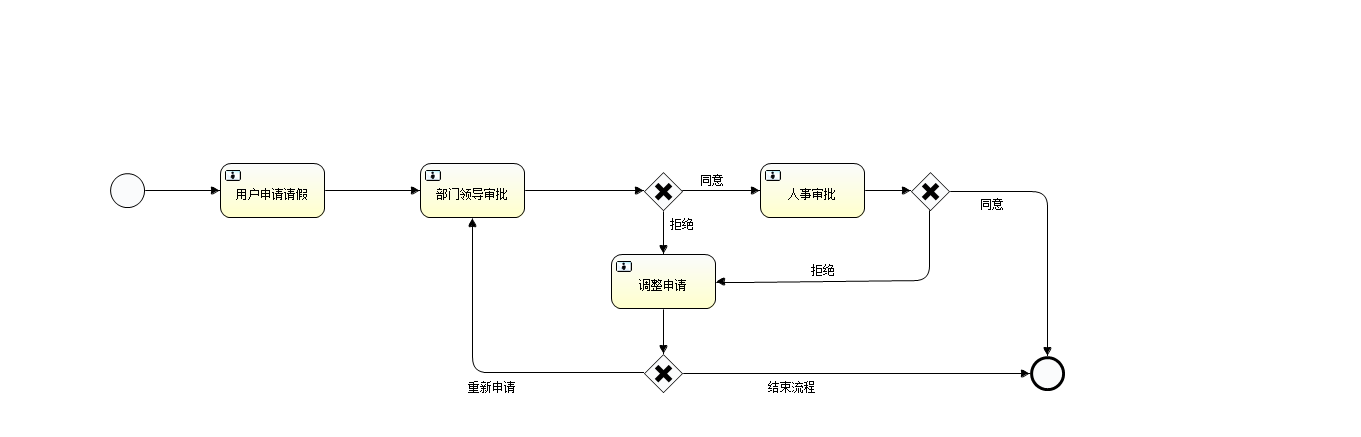 用户申请请假
部门领导审批
同意
人事审批
同意
拒绝
拒绝
调整申请
重新申请
结束流程